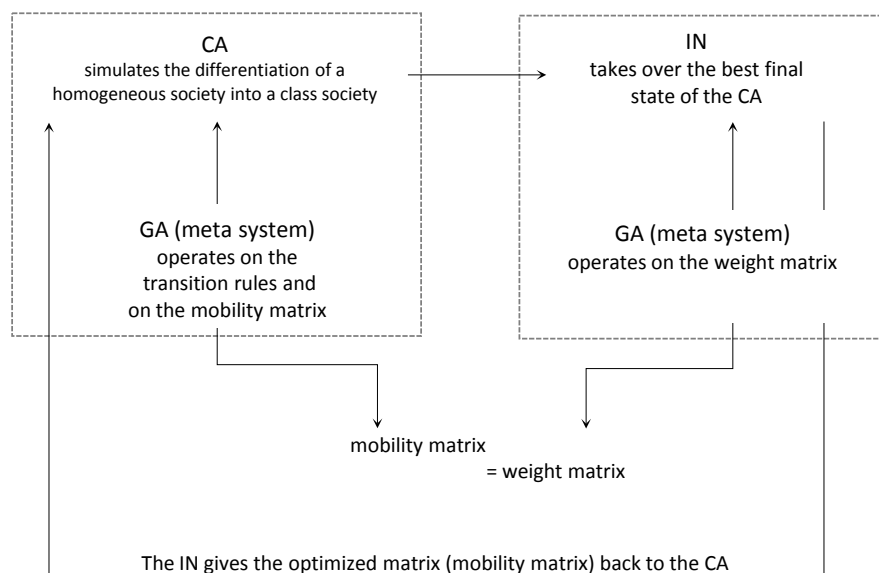 CA
simulates the differentiation of a
homogeneous society into a class society
IN
takes over the best final
state of the CA
GA (meta system)
operates on the
transition rules and
on the mobility matrix
GA (meta system)
operates on the weight matrix
mobility matrix
= weight matrix
The IN gives the optimized matrix (mobility matrix) back to the CA